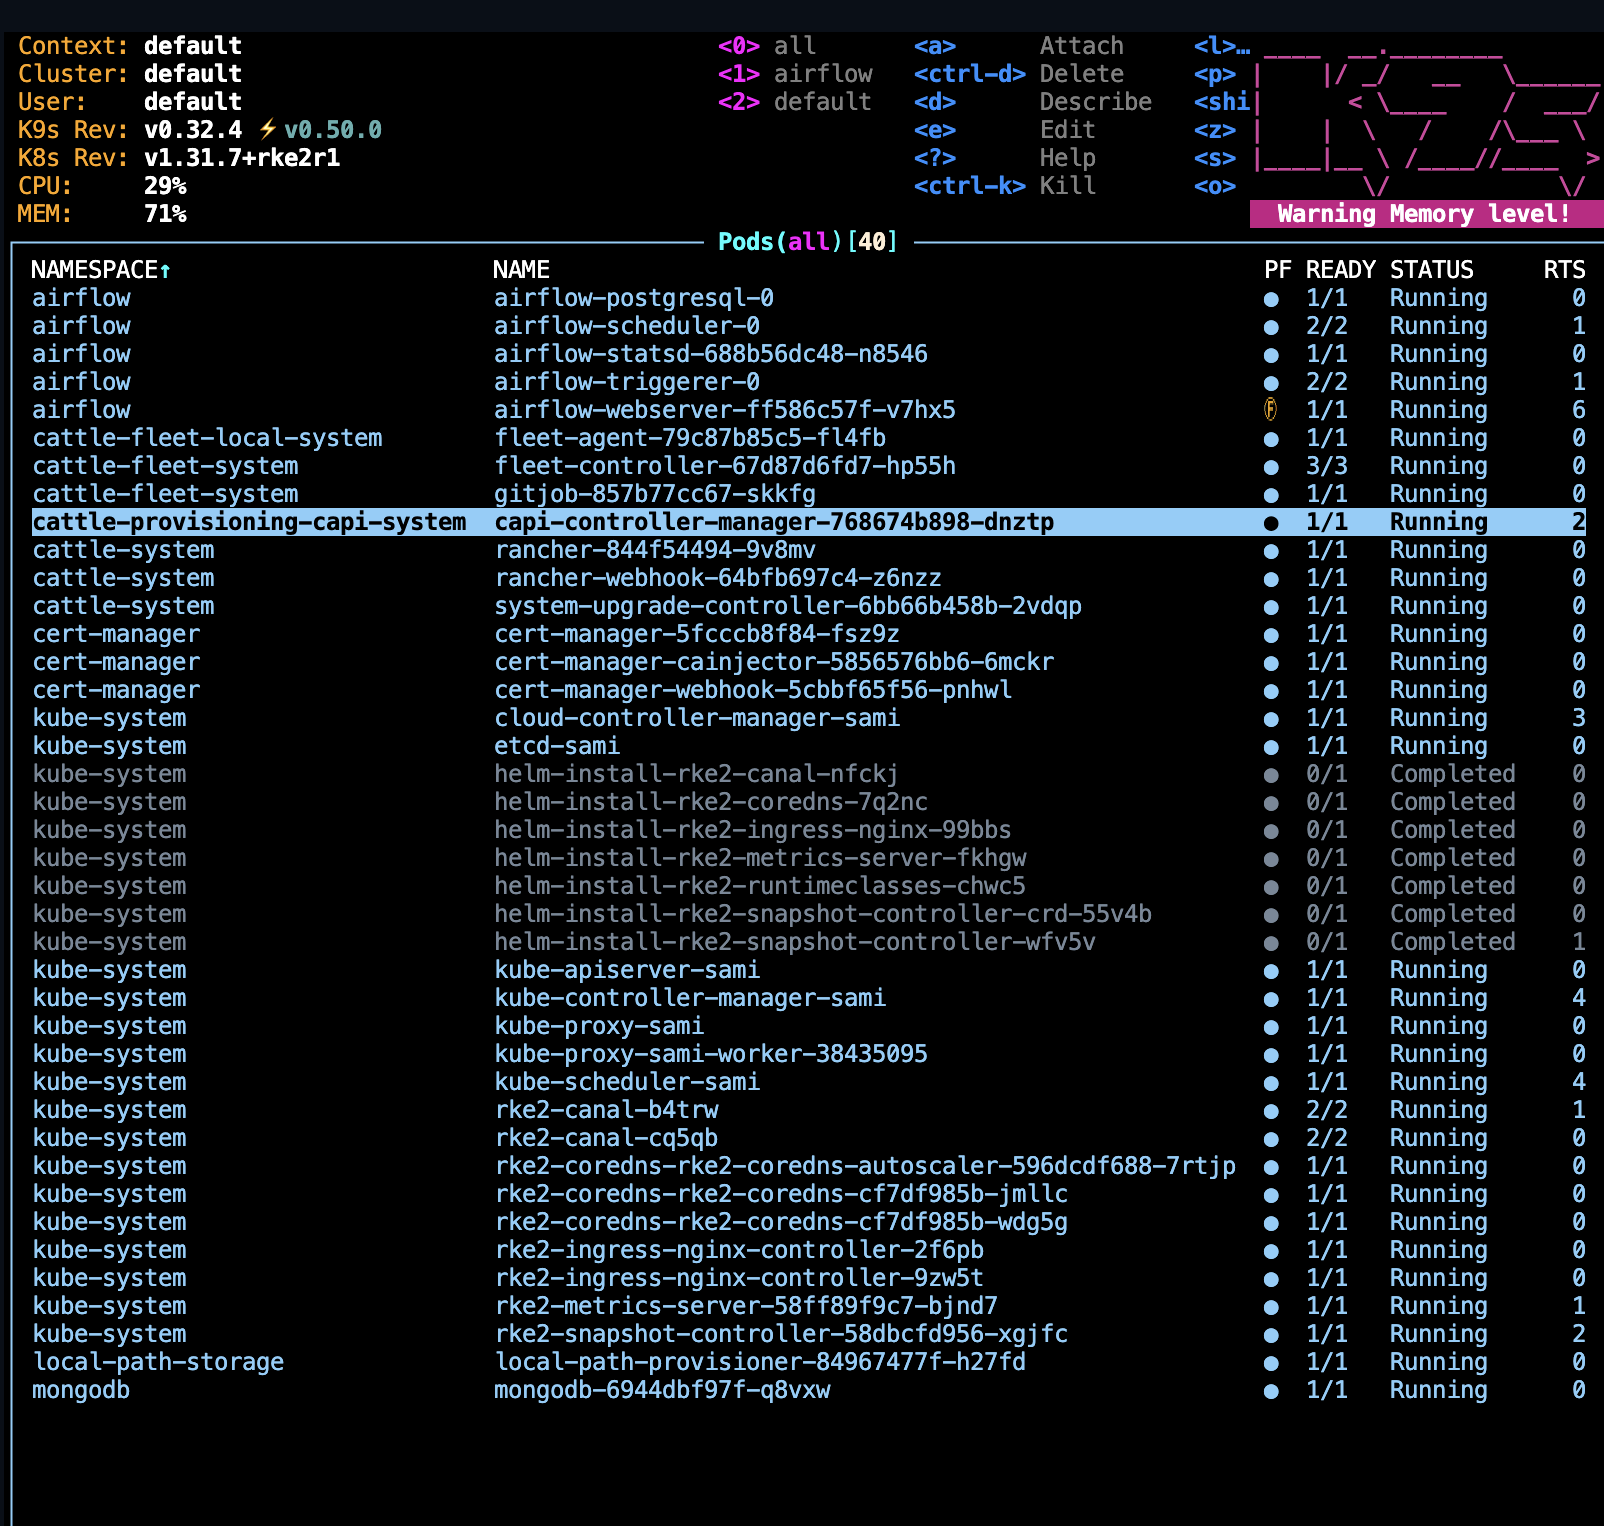 Context: default <0> all <a> Attach <l>…
Cluster: default <1> airflow <ctrl-d> Delete <p>
User: default <2> default <d> Describe <shi
K9s Rev: v0.32.4 ⚡v0.50.0 <e> Edit <z>
K8s Rev: v1.31.7+rke2r1 <?> Help <s>
CPU: 29% <ctrl-k> Kill <o>
MEM: 71%
Warning Memory level!
Pods(all)[40]
NAMESPACE↑ NAME PF READY STATUS RTS
airflow airflow-postgresql-0 ● 1/1 Running 0
airflow airflow-scheduler-0 ● 2/2 Running 1
airflow airflow-statsd-688b56dc48-n8546 ● 1/1 Running 0
airflow airflow-triggerer-0 ● 2/2 Running 1
airflow airflow-webserver-ff586c57f-v7hx5 Ⓕ 1/1 Running 6
cattle-fleet-local-system fleet-agent-79c87b85c5-fl4fb ● 1/1 Running 0
cattle-fleet-system fleet-controller-67d87d6fd7-hp55h ● 3/3 Running 0
cattle-fleet-system gitjob-857b77cc67-skkfg ● 1/1 Running 0
cattle-provisioning-capi-system capi-controller-manager-768674b898-dnztp ● 1/1 Running 2
cattle-system rancher-844f54494-9v8mv ● 1/1 Running 0
cattle-system rancher-webhook-64bfb697c4-z6nzz ● 1/1 Running 0
cattle-system system-upgrade-controller-6bb66b458b-2vdqp ● 1/1 Running 0
cert-manager cert-manager-5fcccb8f84-fsz9z ● 1/1 Running 0
cert-manager cert-manager-cainjector-5856576bb6-6mckr ● 1/1 Running 0
cert-manager cert-manager-webhook-5cbbf65f56-pnhwl ● 1/1 Running 0
kube-system cloud-controller-manager-sami ● 1/1 Running 3
kube-system etcd-sami ● 1/1 Running 0
kube-system helm-install-rke2-canal-nfckj ● 0/1 Completed 0
kube-system helm-install-rke2-coredns-7q2nc ● 0/1 Completed 0
kube-system helm-install-rke2-ingress-nginx-99bbs ● 0/1 Completed 0
kube-system helm-install-rke2-metrics-server-fkhgw ● 0/1 Completed 0
kube-system helm-install-rke2-runtimeclasses-chwc5 ● 0/1 Completed 0
kube-system helm-install-rke2-snapshot-controller-crd-55v4b ● 0/1 Completed 0
kube-system helm-install-rke2-snapshot-controller-wfv5v ● 0/1 Completed 1
kube-system kube-apiserver-sami ● 1/1 Running 0
kube-system kube-controller-manager-sami ● 1/1 Running 4
kube-system kube-proxy-sami ● 1/1 Running 0
kube-system kube-proxy-sami-worker-38435095 ● 1/1 Running 0
kube-system kube-scheduler-sami ● 1/1 Running 4
kube-system rke2-canal-b4trw ● 2/2 Running 1
kube-system rke2-canal-cq5qb ● 2/2 Running 0
kube-system rke2-coredns-rke2-coredns-autoscaler-596dcdf688-7rtjp ● 1/1 Running 0
kube-system rke2-coredns-rke2-coredns-cf7df985b-jmllc ● 1/1 Running 0
kube-system rke2-coredns-rke2-coredns-cf7df985b-wdg5g ● 1/1 Running 0
kube-system rke2-ingress-nginx-controller-2f6pb ● 1/1 Running 0
kube-system rke2-ingress-nginx-controller-9zw5t ● 1/1 Running 0
kube-system rke2-metrics-server-58ff89f9c7-bjnd7 ● 1/1 Running 1
kube-system rke2-snapshot-controller-58dbcfd956-xgjfc ● 1/1 Running 2
local-path-storage local-path-provisioner-84967477f-h27fd ● 1/1 Running 0
mongodb mongodb-6944dbf97f-q8vxw ● 1/1 Running 0